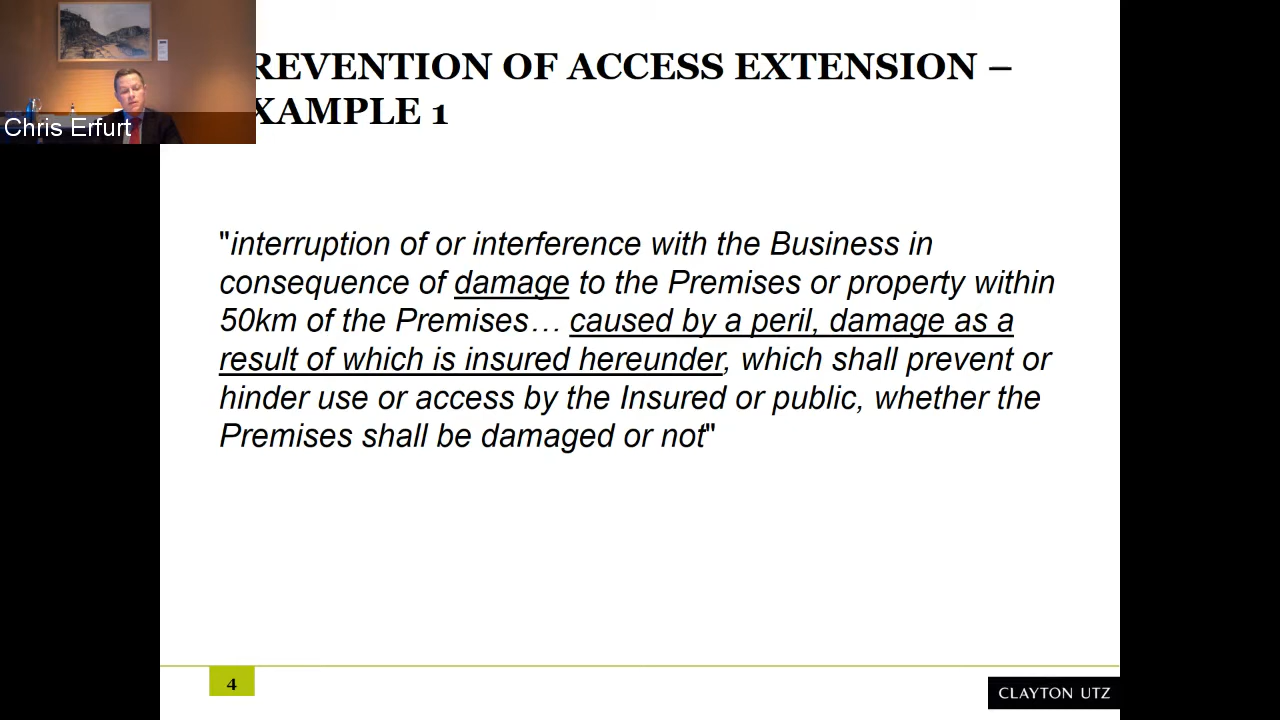 REVENTION OF ACCESS EXTENSION –
XAMPLE 1
Chris Erfurt
"interruption of or interference with the Business in
consequence of damage to the Premises or property within
50km of the Premises… caused by a peril, damage as a
result of which is insured hereunder, which shall prevent or
hinder use or access by the Insured or public, whether the
Premises shall be damaged or not"
4
CLAYTON UTZ